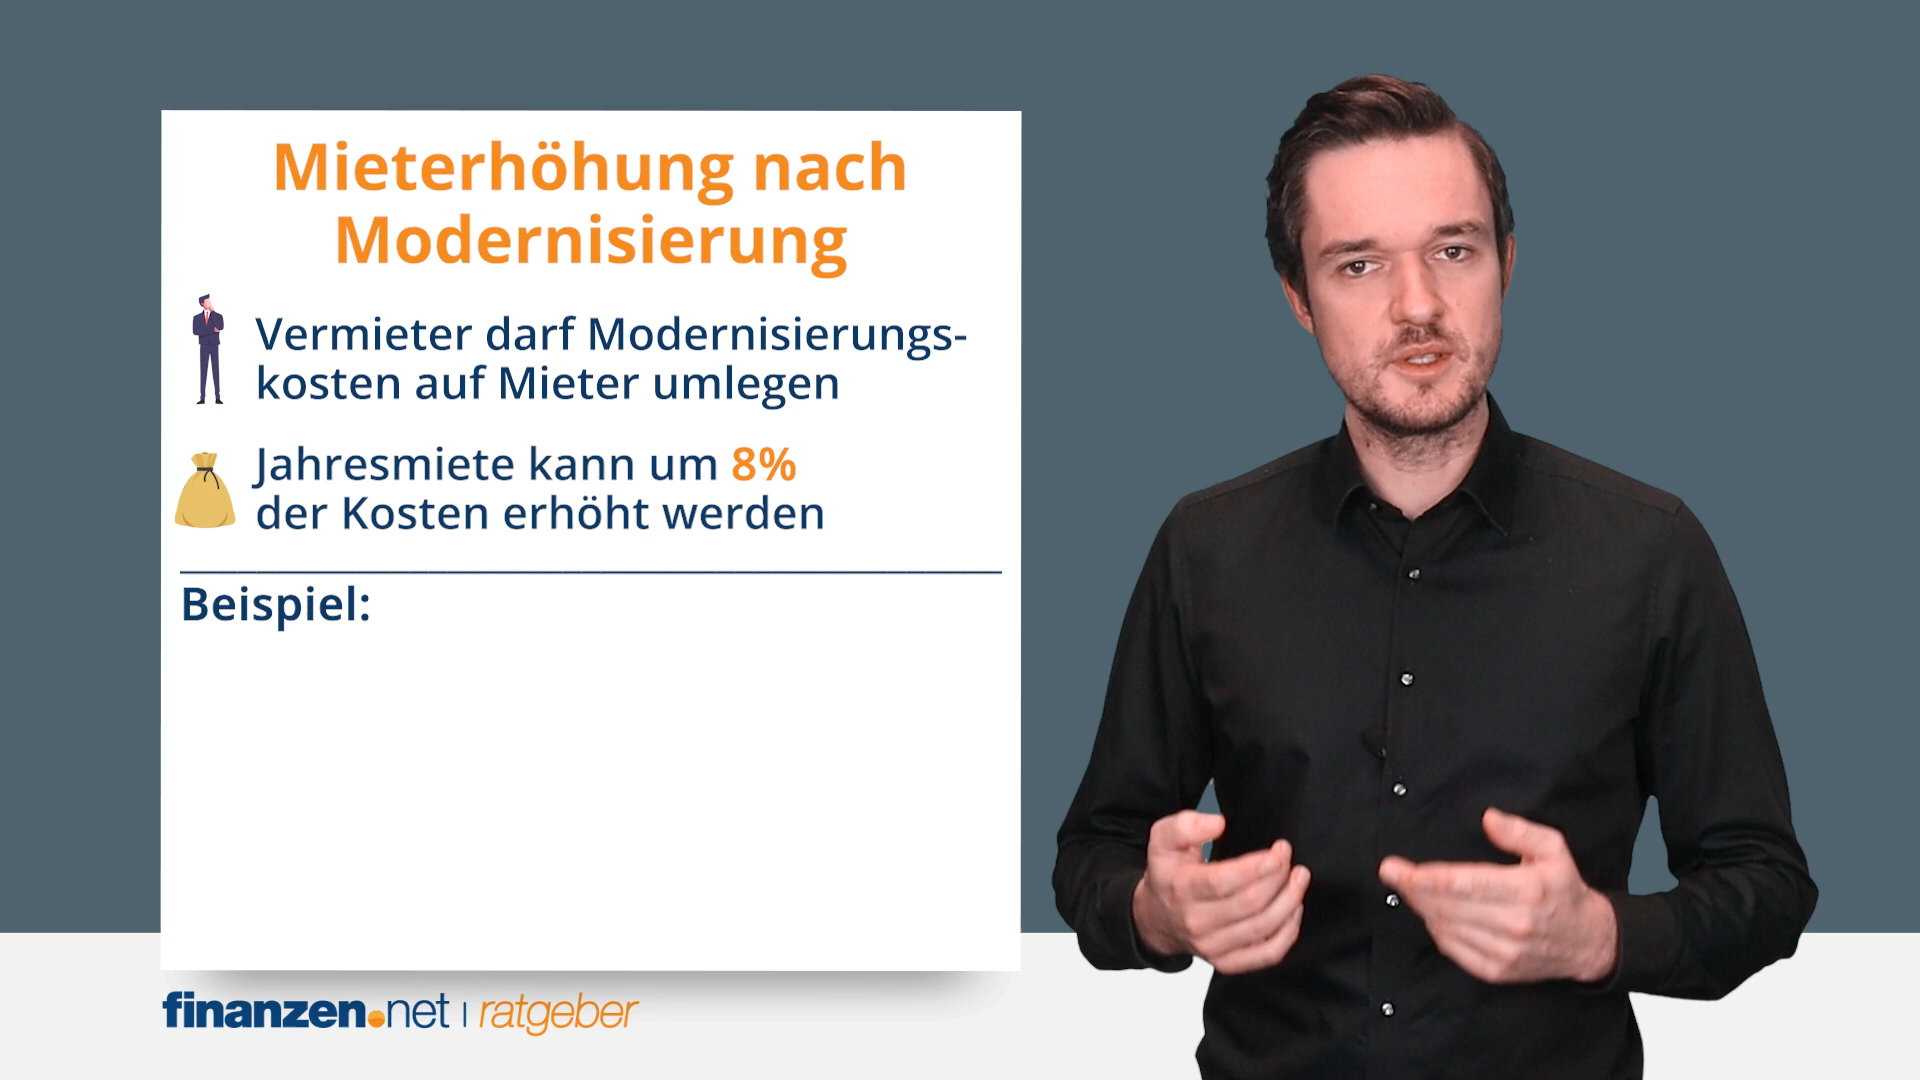 Mieterhöhung nach
Modernisierung
Vermieter darf Modernisierungs-
kosten auf Mieter umlegen
Jahresmiete kann um 8%
der Kosten erhöht werden
Beispiel:
finanzen.net | ratgeber